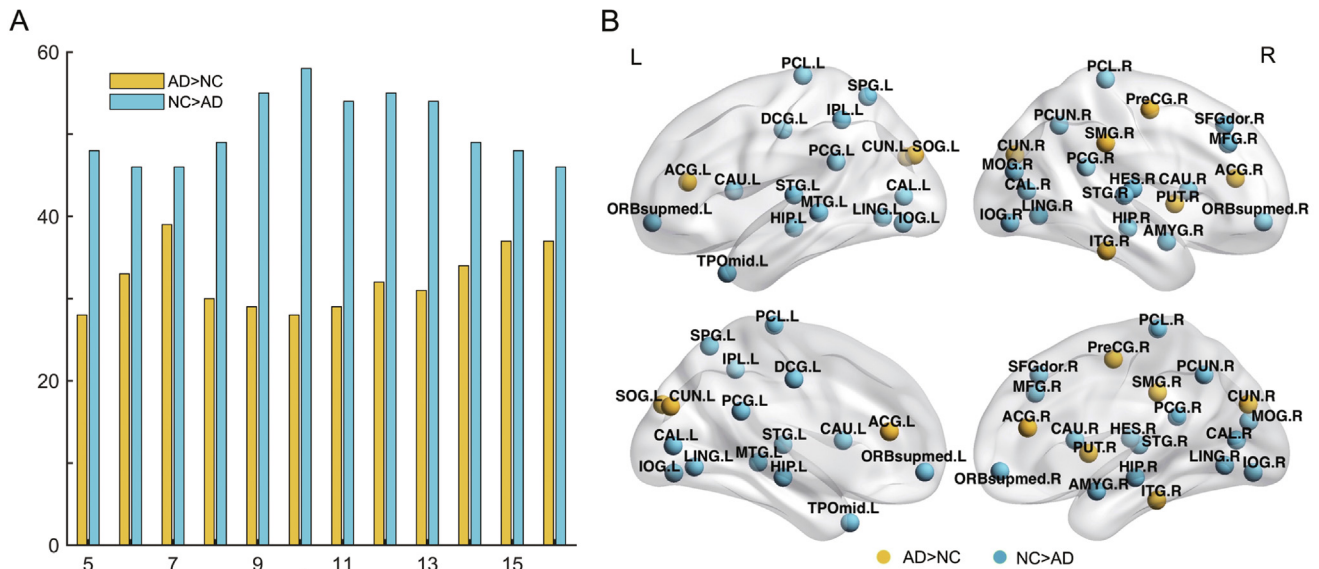 A
60
40
20
0
AD>NC
NC>AD
5 7 9 11 13 15
B
L
R
PCL.L
SPG.L
IPL.L
DCG.L
PCG.L
CUN.L SOG.L
ACG.L
CAU.L
STG.L
CAL.L
MTG.L
ORBsupmed.L
HIP.L
LING.L
IOG.L
TPOmid.L
PCL.R
PreCG.R
PCUN.R
SFGdor.R
SMG.R
MFG.R
CUN.R
MOG.R
PCG.R
ACG.R
HES.R
CAU.R
CAL.R
STG.R
PUT.R
IOG.R
LING.R
HIP.R
ORBsupmed.R
AMYG.R
ITG.R
PCL.L
SPG.L
IPL.L
DCG.L
SOG.L
CUN.L
PCG.L
ACG.L
CAL.L
STG.L
CAU.L
MTG.L
ORBsupmed.L
IOG.L
LING.L
HIP.L
TPOmid.L
PCL.R
PreCG.R
SFGdor.R
PCUN.R
MFG.R
SMG.R
CUN.R
ACG.R
PCG.R
MOG.R
CAU.R
HES.R
STG.R
CAL.R
PUT.R
LING.R
IOG.R
ORBsupmed.R
HIP.R
AMYG.R
ITG.R
AD>NC
NC>AD